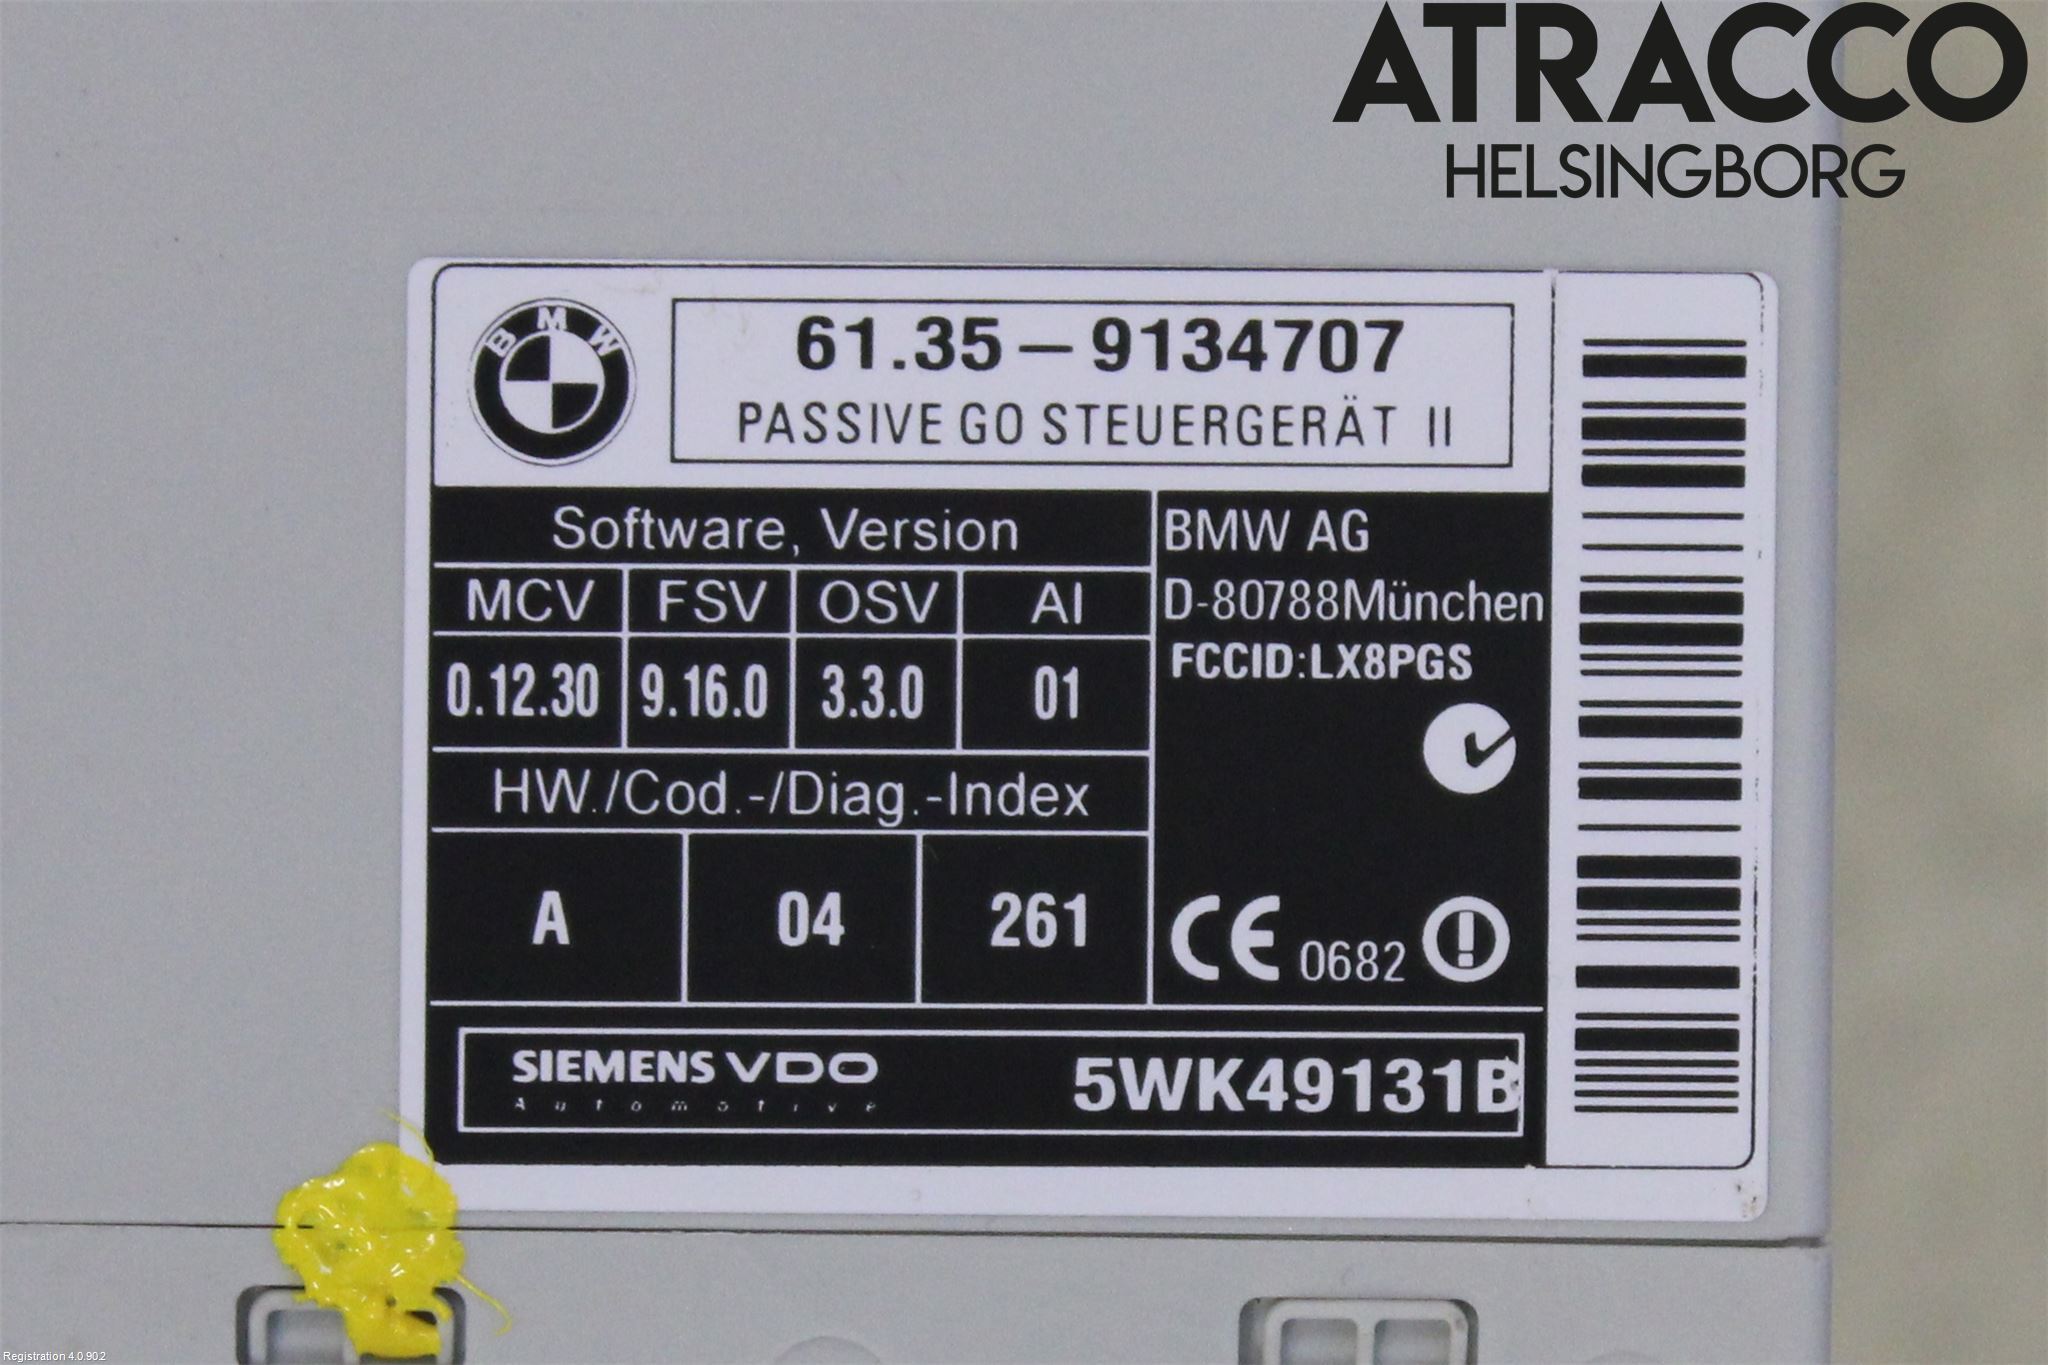 ATRACCO
HELSINGBORG
BMW
61.35-9134707
PASSIVE GO STEUERGERÄT II
Software, Version
MCV FSV OSV AI
0.12.30 9.16.0 3.3.0 01
HW./Cod.-/Diag.-Index
A 04 261
BMW AG
D-80788München
FCCID:LX8PGS
CE 0682
SIEMENS VDO
Automotive
5WK49131B
Registration 4.0.902